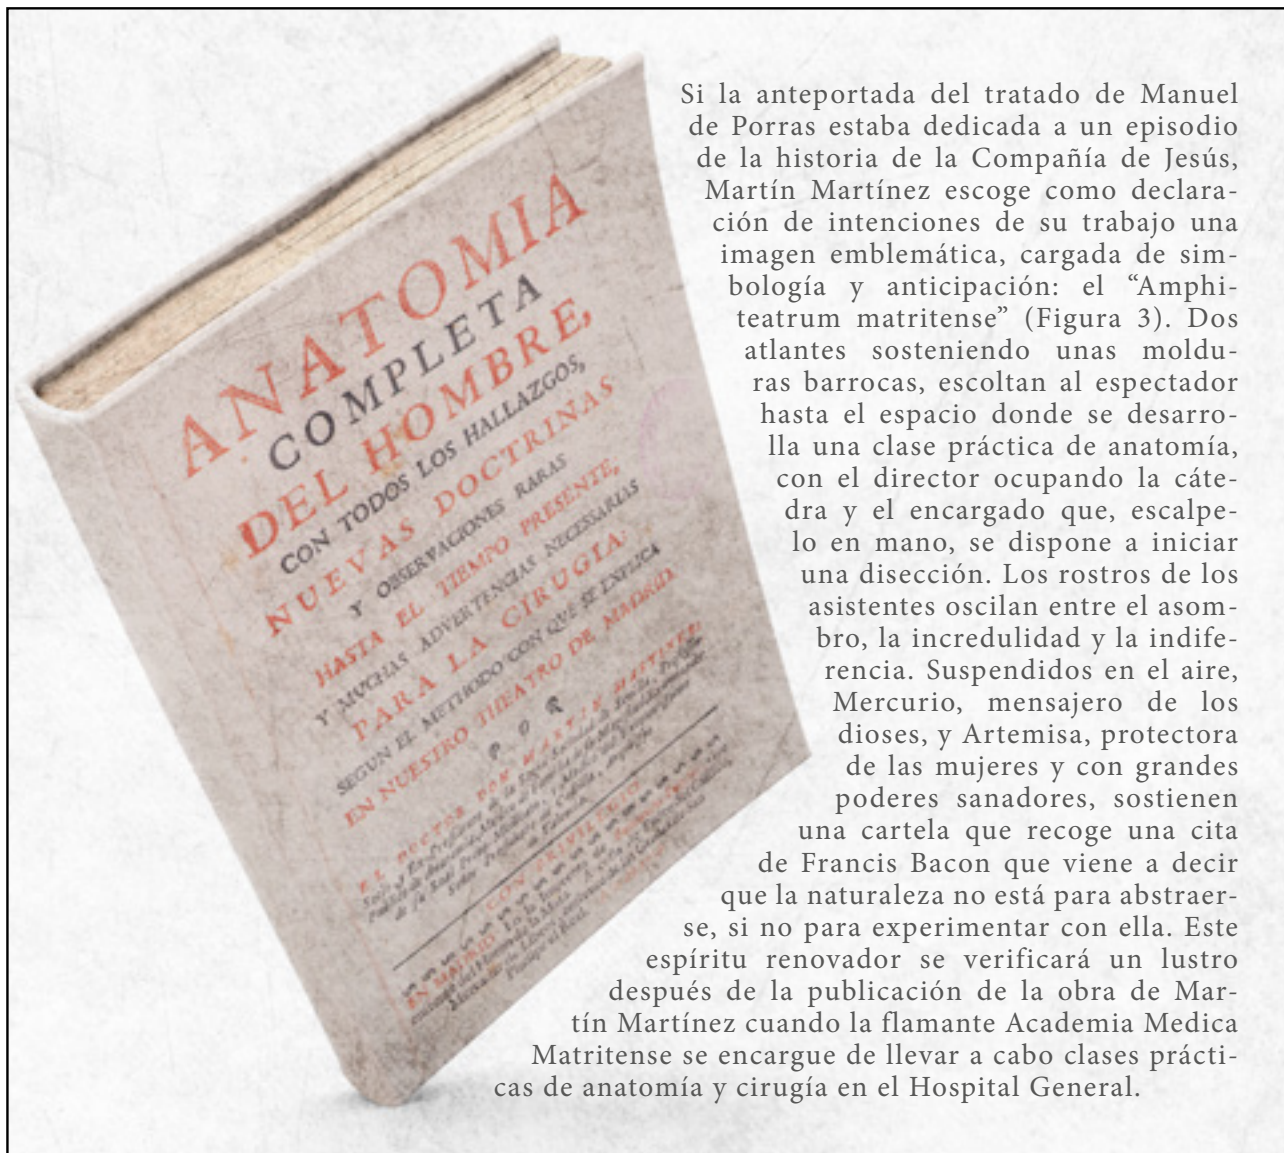 ANATOMIA
COMPLETA
DEL HOMBRE,
CON TODOS LOS HALLAZGOS,
NUEVAS DOCTRINAS
Y OBSERVACIONES RARAS
HASTA EL TIEMPO PRESENTE,
Y MUCHAS ADVERTENCIAS NECESSARIAS
PARA LA CIRUGIA:
SEGUN EL METHODO CON QUE SE EXPLICA
EN NUESTRO THEATRO DE MADRID
POR
EL DOCTOR DON MARTIN MARTINEZ,
CON PRIVILEGIO
EN MADRID
Si la anteportada del tratado de Manuel
de Porras estaba dedicada a un episodio
de la historia de la Compañía de Jesús,
Martín Martínez escoge como declara-
ción de intenciones de su trabajo una
imagen emblemática, cargada de sim-
bología y anticipación: el “Amphi-
teatrum matritense” (Figura 3). Dos
atlantes sosteniendo unas moldu-
ras barrocas, escoltan al espectador
hasta el espacio donde se desarro-
lla una clase práctica de anatomía,
con el director ocupando la cáte-
dra y el encargado que, escalpe-
lo en mano, se dispone a iniciar
una disección. Los rostros de los
asistentes oscilan entre el asom-
bro, la incredulidad y la indife-
rencia. Suspendidos en el aire,
Mercurio, mensajero de los
dioses, y Artemisa, protectora
de las mujeres y con grandes
poderes sanadores, sostienen
una cartela que recoge una cita
de Francis Bacon que viene a decir
que la naturaleza no está para abstraer-
se, si no para experimentar con ella. Este
espíritu renovador se verificará un lustro
después de la publicación de la obra de Mar-
tín Martínez cuando la flamante Academia Medica
Matritense se encargue de llevar a cabo clases prácti-
cas de anatomía y cirugía en el Hospital General.